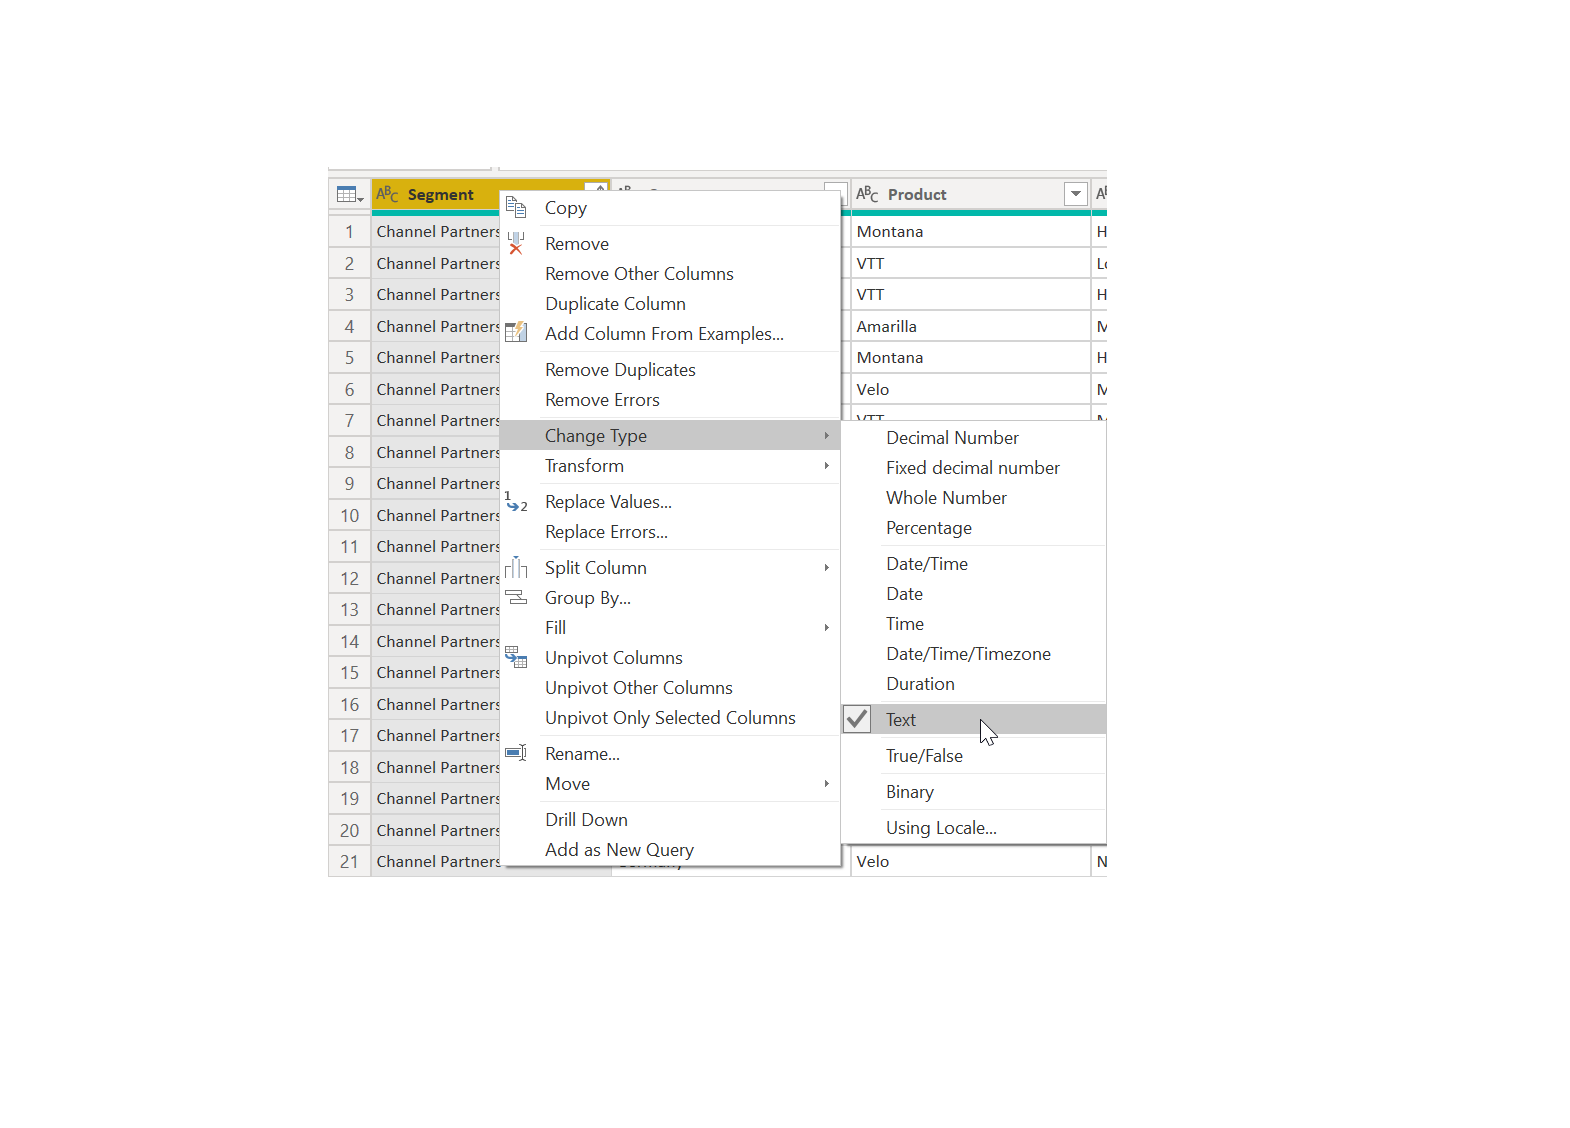 ABC Segment
ABC Product
1 Channel Partners Montana
2 Channel Partners VTT
3 Channel Partners VTT
4 Channel Partners Amarilla
5 Channel Partners Montana
6 Channel Partners Velo
7 Channel Partners VTT
8 Channel Partners
9 Channel Partners
10 Channel Partners
11 Channel Partners
12 Channel Partners
13 Channel Partners
14 Channel Partners
15 Channel Partners
16 Channel Partners
17 Channel Partners
18 Channel Partners
19 Channel Partners
20 Channel Partners
21 Channel Partners Germany Velo
Copy
Remove
Remove Other Columns
Duplicate Column
Add Column From Examples...
Remove Duplicates
Remove Errors
Change Type
Transform
1 2 Replace Values...
Replace Errors...
Split Column
Group By...
Fill
Unpivot Columns
Unpivot Other Columns
Unpivot Only Selected Columns
Rename...
Move
Drill Down
Add as New Query
Decimal Number
Fixed decimal number
Whole Number
Percentage
Date/Time
Date
Time
Date/Time/Timezone
Duration
Text
True/False
Binary
Using Locale...